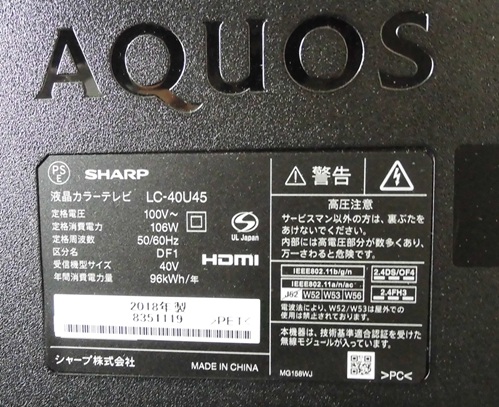 AQUOS
PS
E
SHARP
液晶カラーテレビ LC-40U45
定格電圧 100V～
定格消費電力 106W
定格周波数 50/60Hz
区分名 DF1
受信機型サイズ 40V
年間消費電力量 96kWh/年
UL Japan
HDMI
2018年 製
8351119 >PET<
シャープ株式会社 MADE IN CHINA
警告
高圧注意
サービスマン以外の方は、裏ぶたを
あけないでください。
内部には高電圧部分が数多くあり、
万一さわると危険です。
IEEE802.11b/g/n
IEEE802.11a/n/ac
J52 W52 W53 W56
2.4DS/OF4
2.4FH3
電波法により、W52/W53は屋外での
使用は禁止されております。
本機器は、技術基準適合認証を受けた
無線モジュールが入っています。
MG158WJ
>PC<